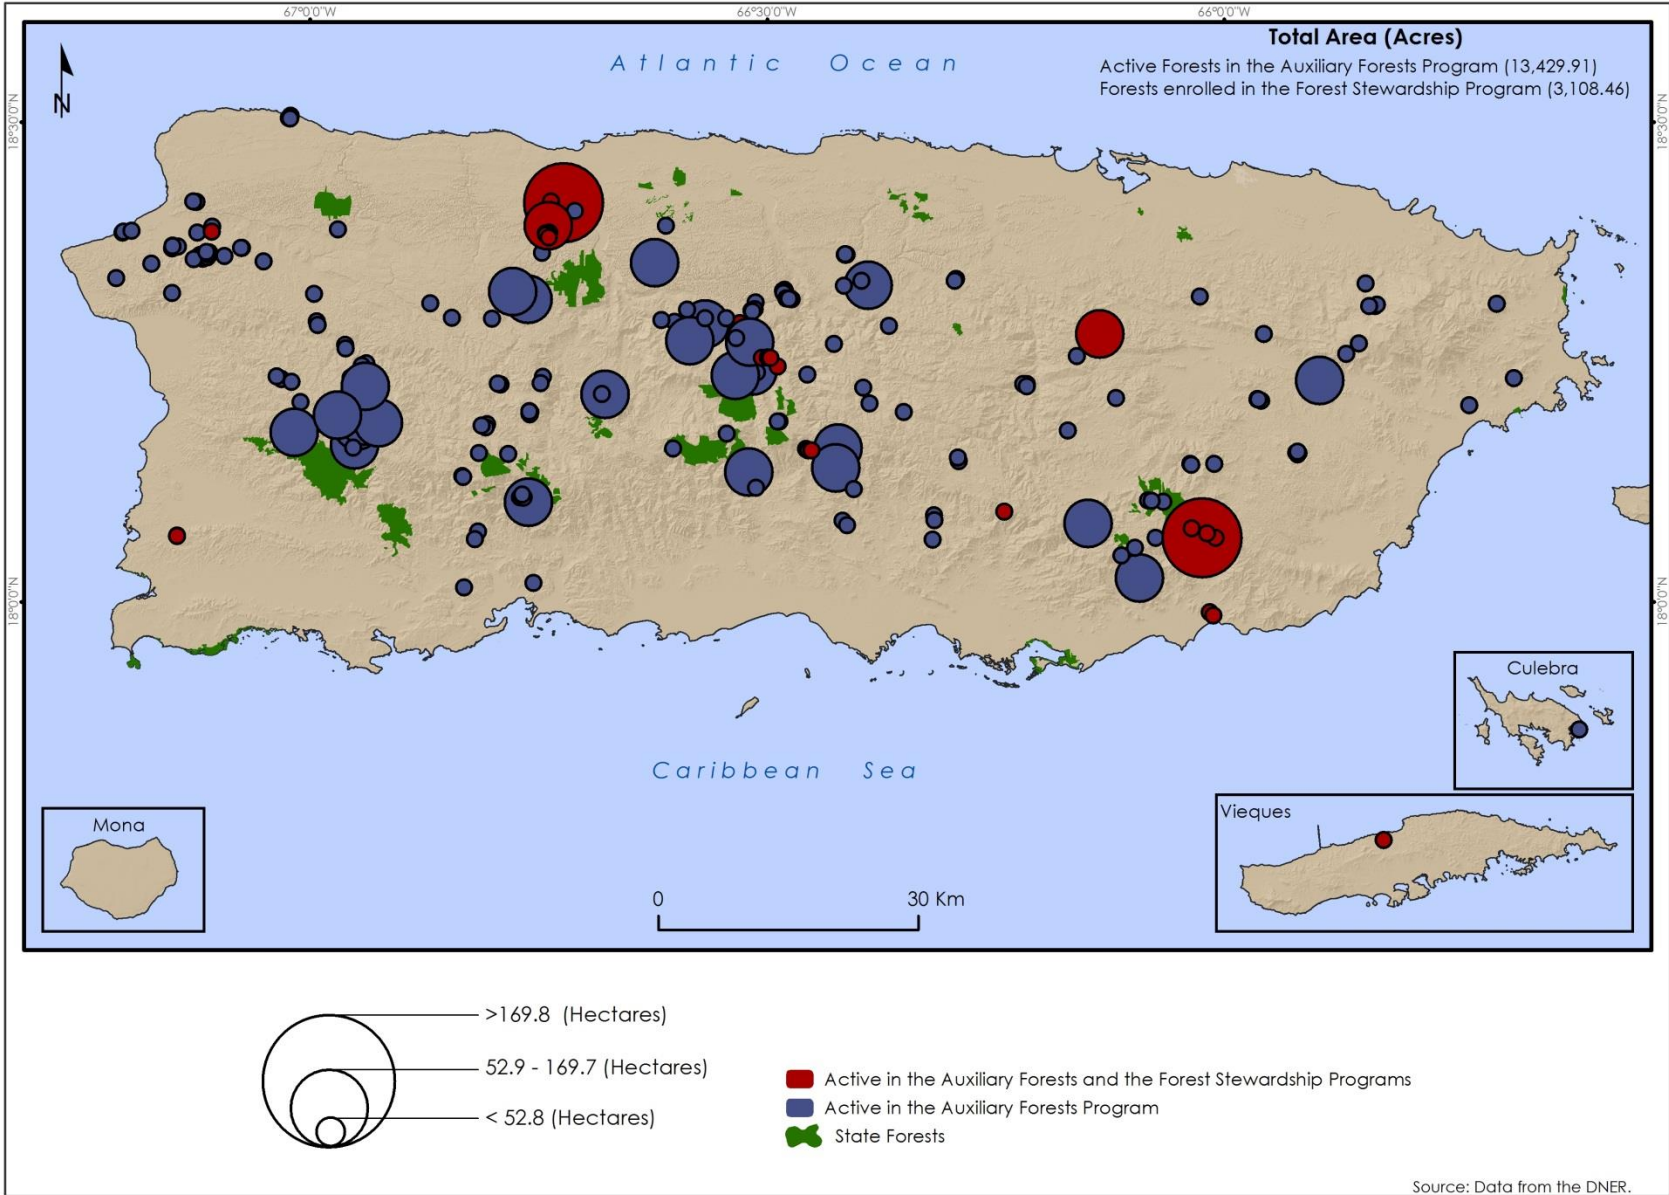 67°0'0"W
66°30'0"W
66°0'0"W
Total Area (Acres)
Atlantic Ocean
Active Forests in the Auxiliary Forests Program (13,429.91)
Forests enrolled in the Forest Stewardship Program (3,108.46)
N
18°30'0"N
18°30'0"N
18°0'0"N
18°0'0"N
Culebra
Caribbean Sea
Mona
Vieques
0
30 Km
>169.8 (Hectares)
52.9 - 169.7 (Hectares)
< 52.8 (Hectares)
Active in the Auxiliary Forests and the Forest Stewardship Programs
Active in the Auxiliary Forests Program
State Forests
Source: Data from the DNER.